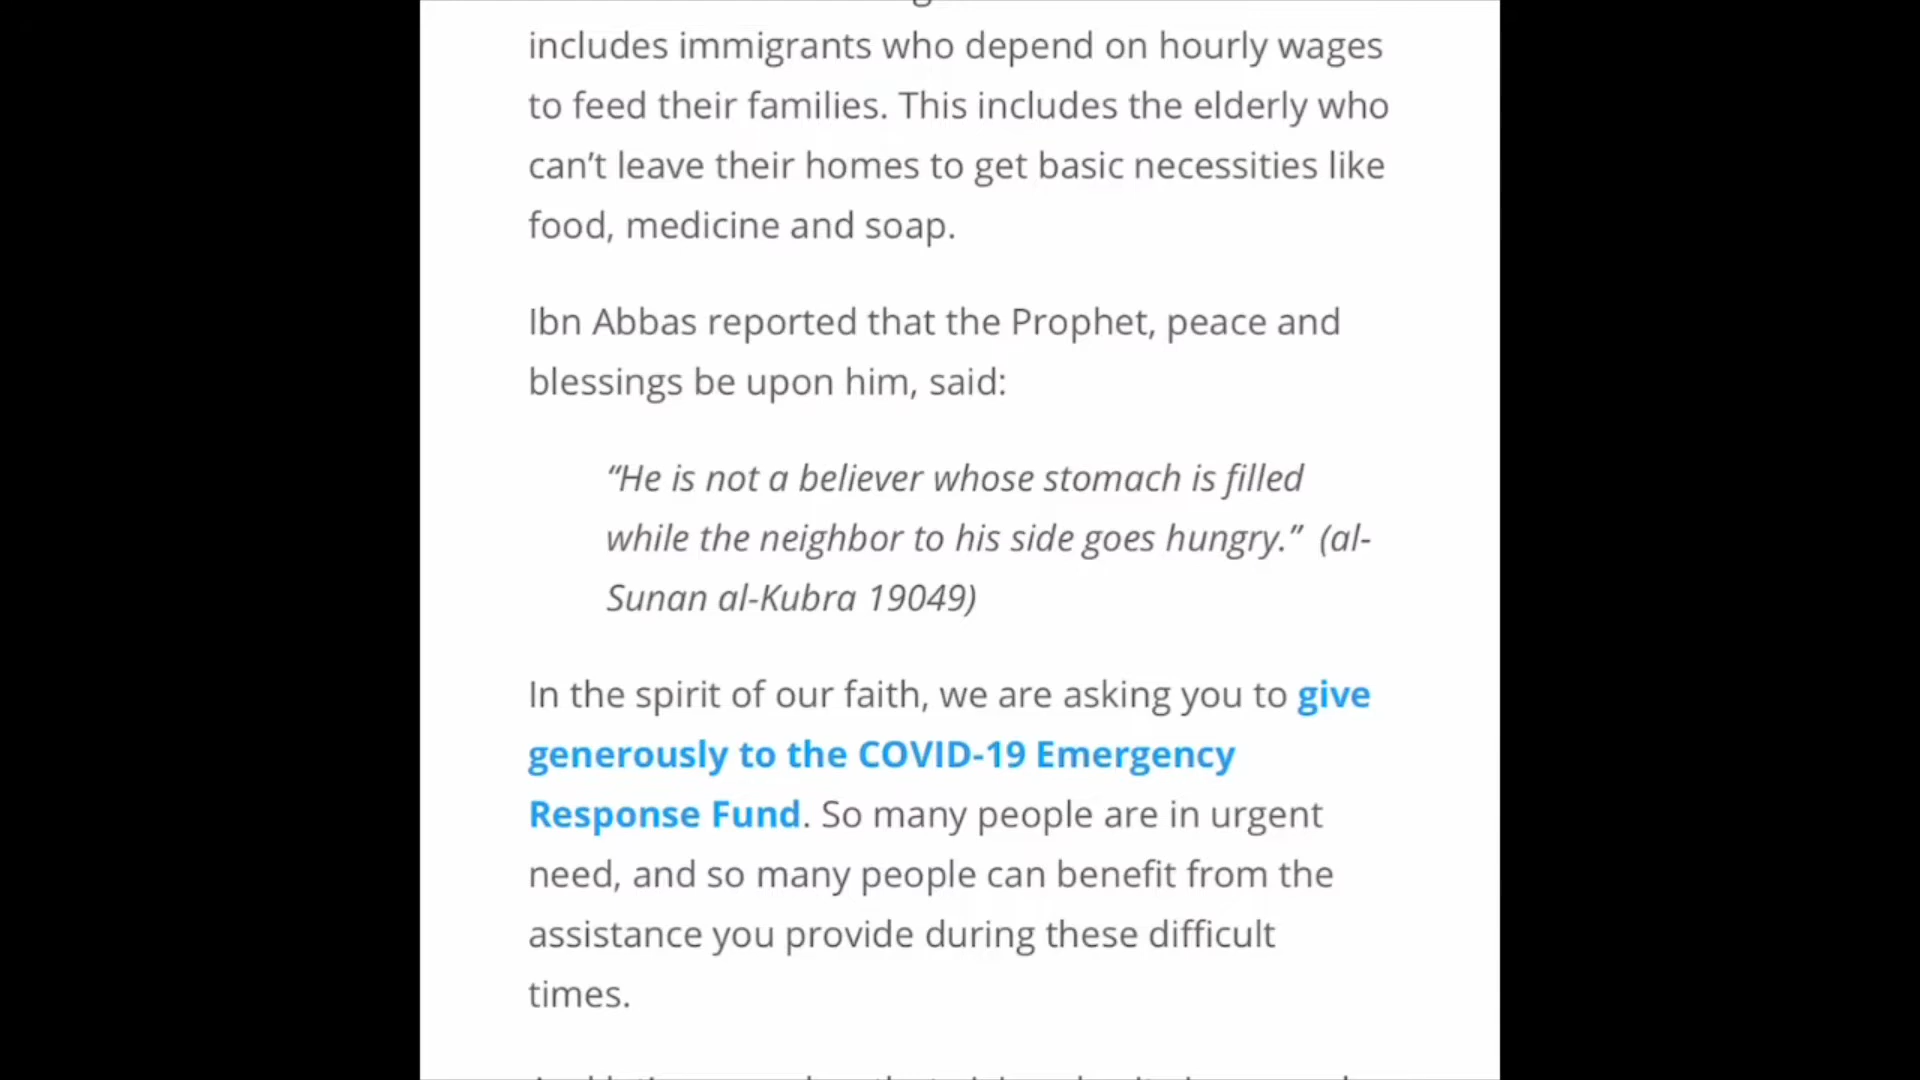 includes immigrants who depend on hourly wages
to feed their families. This includes the elderly who
can’t leave their homes to get basic necessities like
food, medicine and soap.
Ibn Abbas reported that the Prophet, peace and
blessings be upon him, said:
“He is not a believer whose stomach is filled
while the neighbor to his side goes hungry.” (al-
Sunan al-Kubra 19049)
In the spirit of our faith, we are asking you to give
generously to the COVID-19 Emergency
Response Fund. So many people are in urgent
need, and so many people can benefit from the
assistance you provide during these difficult
times.